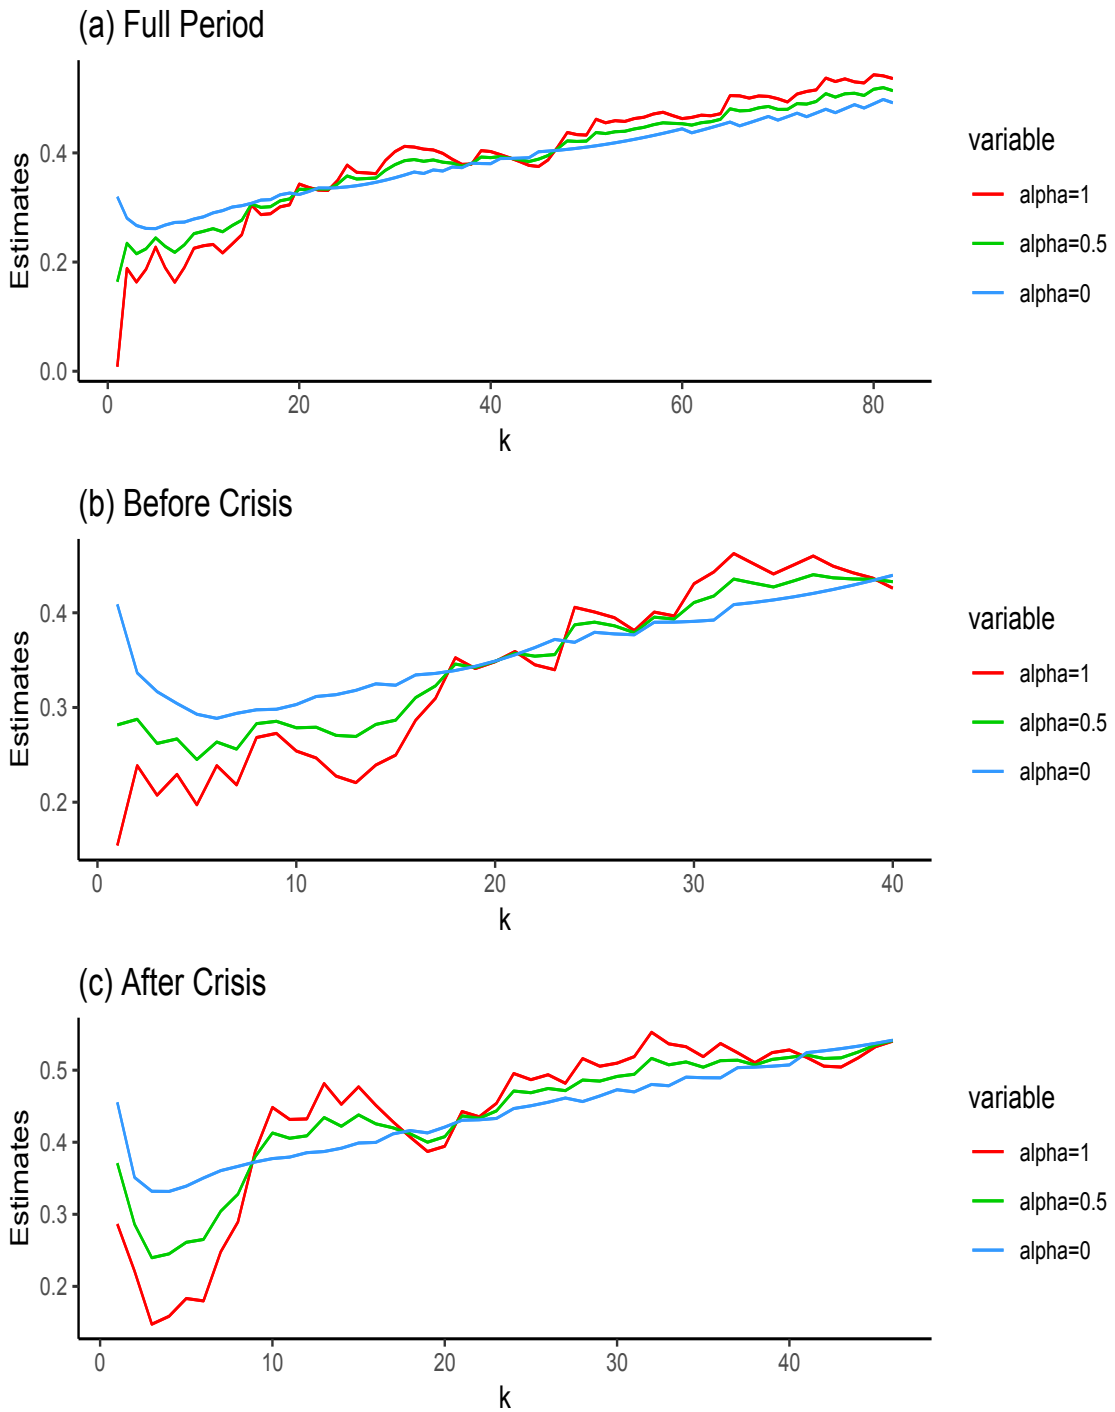 (a) Full Period
Estimates
0.4
0.2
0.0
0 20 40 60 80
k
variable
alpha=1
alpha=0.5
alpha=0
(b) Before Crisis
Estimates
0.4
0.3
0.2
0 10 20 30 40
k
variable
alpha=1
alpha=0.5
alpha=0
(c) After Crisis
Estimates
0.5
0.4
0.3
0.2
0 10 20 30 40
k
variable
alpha=1
alpha=0.5
alpha=0